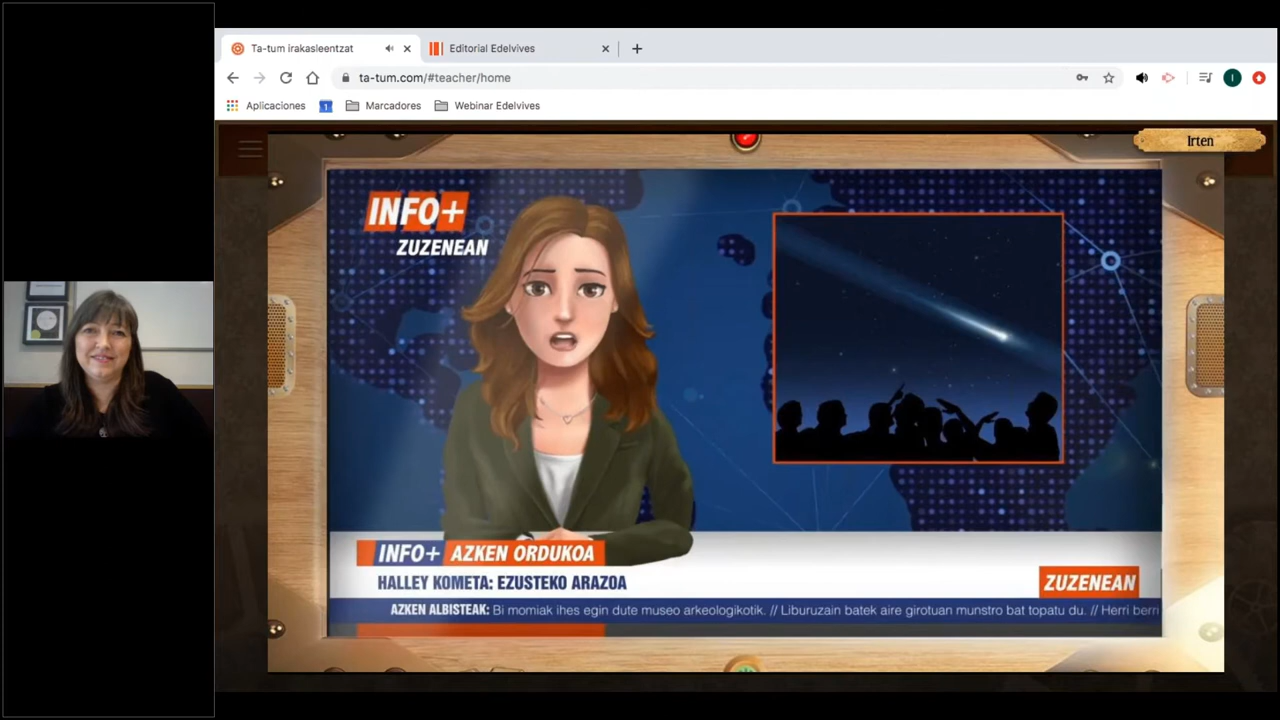 Ta-tum irakasleentzat
Editorial Edelvives
ta-tum.com/#teacher/home
I
Aplicaciones
1
Marcadores
Webinar Edelvives
Irten
INFO+
ZUZENEAN
INFO+ AZKEN ORDUKOA
HALLEY KOMETA: EZUSTEKO ARAZOA
ZUZENEAN
AZKEN ALBISTEAK: Bi momiak ihes egin dute museo arkeologikotik. // Liburuzain batek aire girotuan munstro bat topatu du. // Herri berri